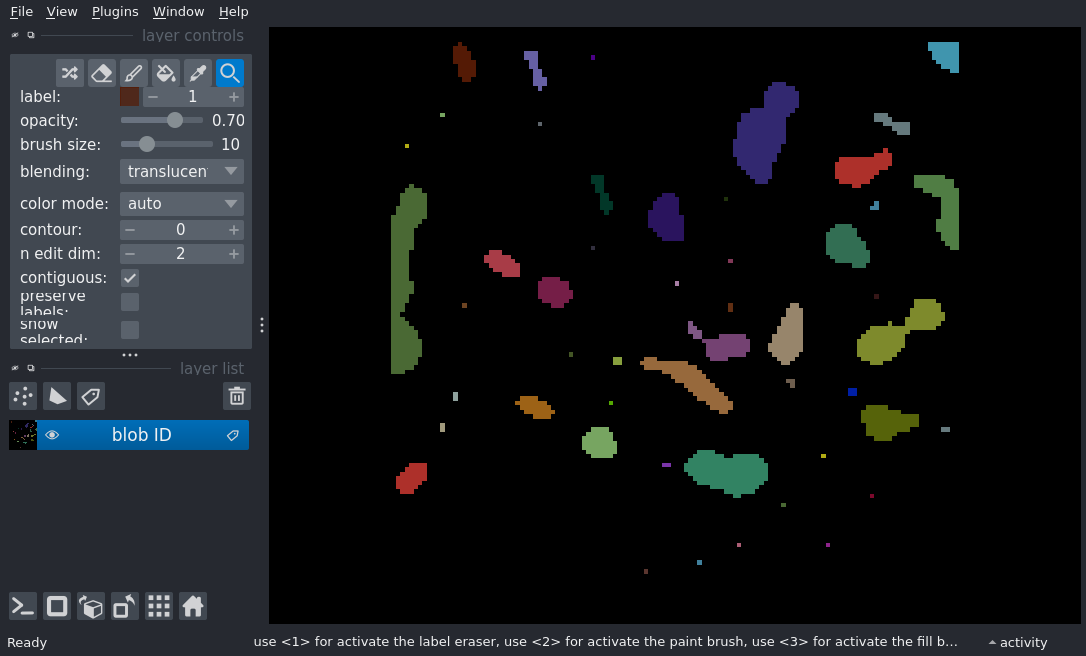 File View Plugins Window Help
layer controls
label: 1
opacity: 0.70
brush size: 10
blending: translucen
color mode: auto
contour: 0
n edit dim: 2
contiguous:
preserve
labels:
show
selected:
layer list
blob ID
Ready use <1> for activate the label eraser, use <2> for activate the paint brush, use <3> for activate the fill b... activity